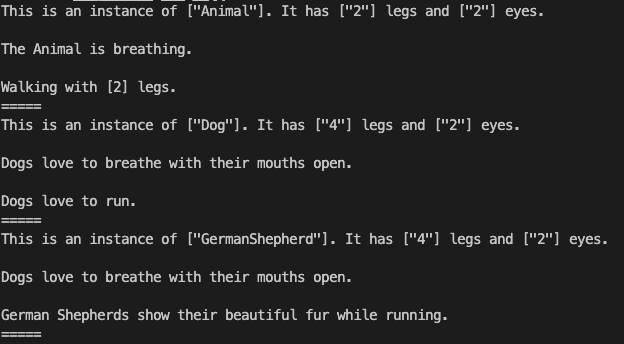 This is an instance of ["Animal"]. It has ["2"] legs and ["2"] eyes.
The Animal is breathing.
Walking with [2] legs.
=====
This is an instance of ["Dog"]. It has ["4"] legs and ["2"] eyes.
Dogs love to breathe with their mouths open.
Dogs love to run.
=====
This is an instance of ["GermanShepherd"]. It has ["4"] legs and ["2"] eyes.
Dogs love to breathe with their mouths open.
German Shepherds show their beautiful fur while running.
=====